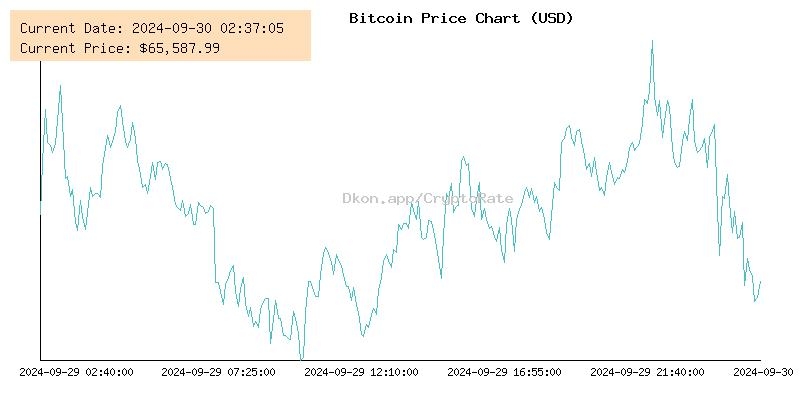 Bitcoin Price Chart (USD)
Current Date: 2024-09-30 02:37:05
Current Price: $65,587.99
Dkon.app/CryptoRate
2024-09-29 02:40:00 2024-09-29 07:25:00 2024-09-29 12:10:00 2024-09-29 16:55:00 2024-09-29 21:40:00 2024-09-30